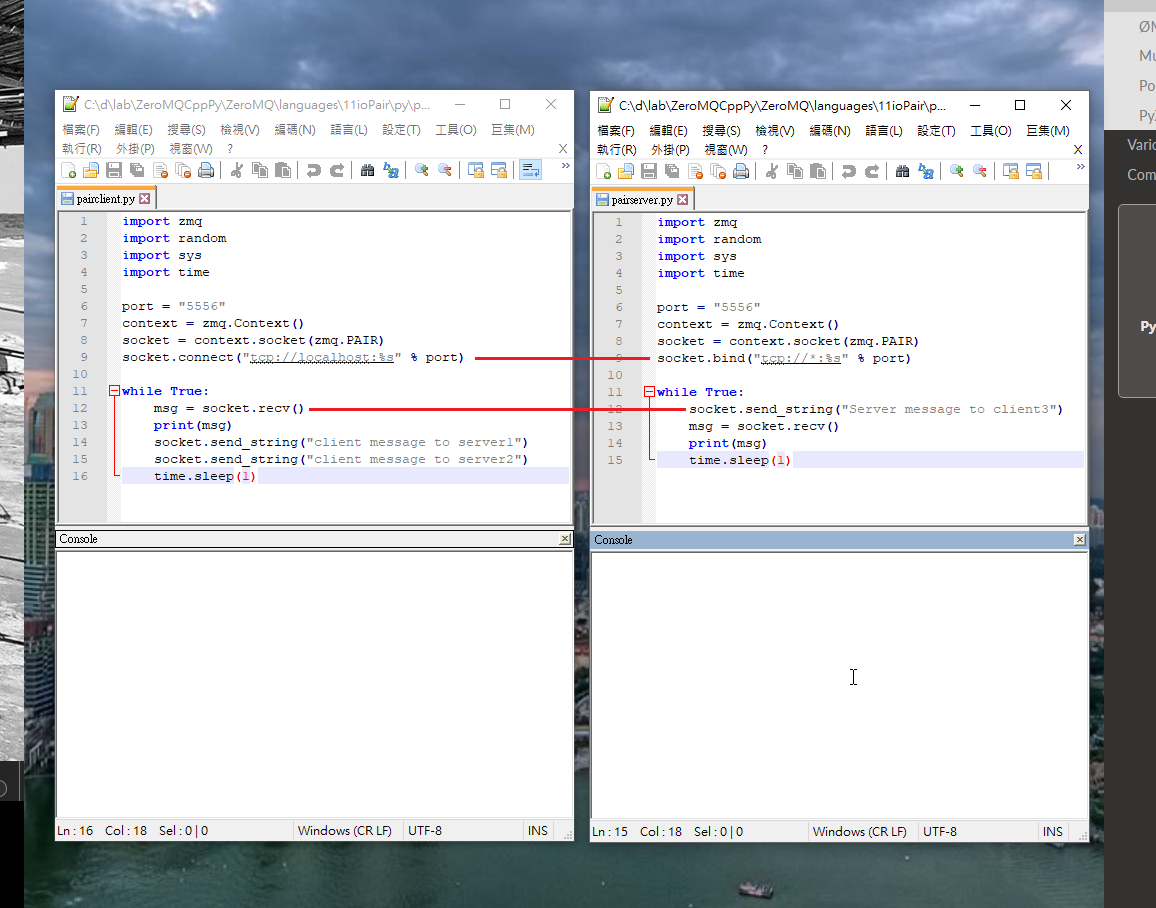 C:\d\lab\ZeroMQCppPy\ZeroMQ\languages\11ioPair\py\p...
檔案(F) 編輯(E) 搜尋(S) 檢視(V) 編碼(N) 語言(L) 設定(T) 工具(O) 巨集(M)
執行(R) 外掛(P) 視窗(W) ? X
pairclient.py
1 import zmq
2 import random
3 import sys
4 import time
5
6 port = "5556"
7 context = zmq.Context()
8 socket = context.socket(zmq.PAIR)
9 socket.connect("tcp://localhost:%s" % port)
10
11 while True:
12 msg = socket.recv()
13 print(msg)
14 socket.send_string("client message to server1")
15 socket.send_string("client message to server2")
16 time.sleep(1)
Console
Ln : 16 Col : 18 Sel : 0 | 0 Windows (CR LF) UTF-8 INS
C:\d\lab\ZeroMQCppPy\ZeroMQ\languages\11ioPair\p...
檔案(F) 編輯(E) 搜尋(S) 檢視(V) 編碼(N) 語言(L) 設定(T) 工具(O) 巨集(M)
執行(R) 外掛(P) 視窗(W) ? X
pairserver.py
1 import zmq
2 import random
3 import sys
4 import time
5
6 port = "5556"
7 context = zmq.Context()
8 socket = context.socket(zmq.PAIR)
9 socket.bind("tcp://*:%s" % port)
10
11 while True:
12 socket.send_string("Server message to client3")
13 msg = socket.recv()
14 print(msg)
15 time.sleep(1)
Console
Ln : 15 Col : 18 Sel : 0 | 0 Windows (CR LF) UTF-8 INS